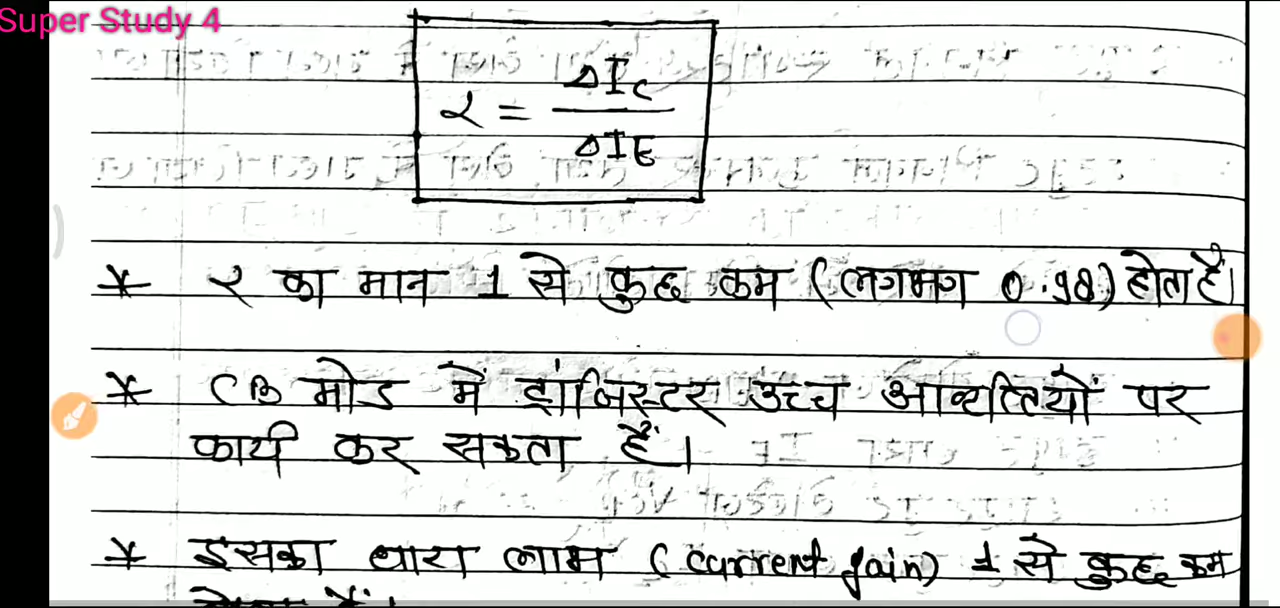 Super Study 4
α = ΔIC / ΔIE
* α का मान 1 से कुछ कम (लगभग 0.98) होता है।
* CB मोड में ट्रांजिस्टर उच्च आवृत्तियों पर
कार्य कर सकता हैं।
* इसका धारा लाभ (current gain) 1 से कुछ कम